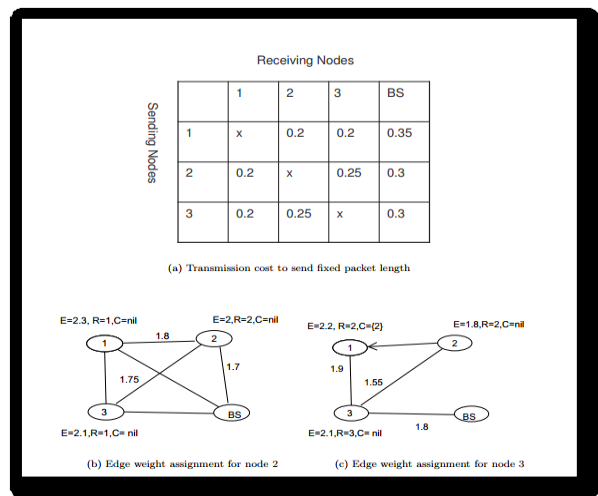 Receiving Nodes
Sending Nodes
1 2 3 BS
1 x 0.2 0.2 0.35
2 0.2 x 0.25 0.3
3 0.2 0.25 x 0.3
(a) Transmission cost to send fixed packet length
E=2.3, R=1,C=nil
E=2,R=2,C=nil
1
1.8
2
1.75
1.7
3
BS
E=2.1,R=1,C= nil
(b) Edge weight assignment for node 2
E=2.2, R=2,C={2}
E=1.8,R=2,C=nil
1
2
1.9
1.55
3
1.8
BS
E=2.1,R=3,C= nil
(c) Edge weight assignment for node 3